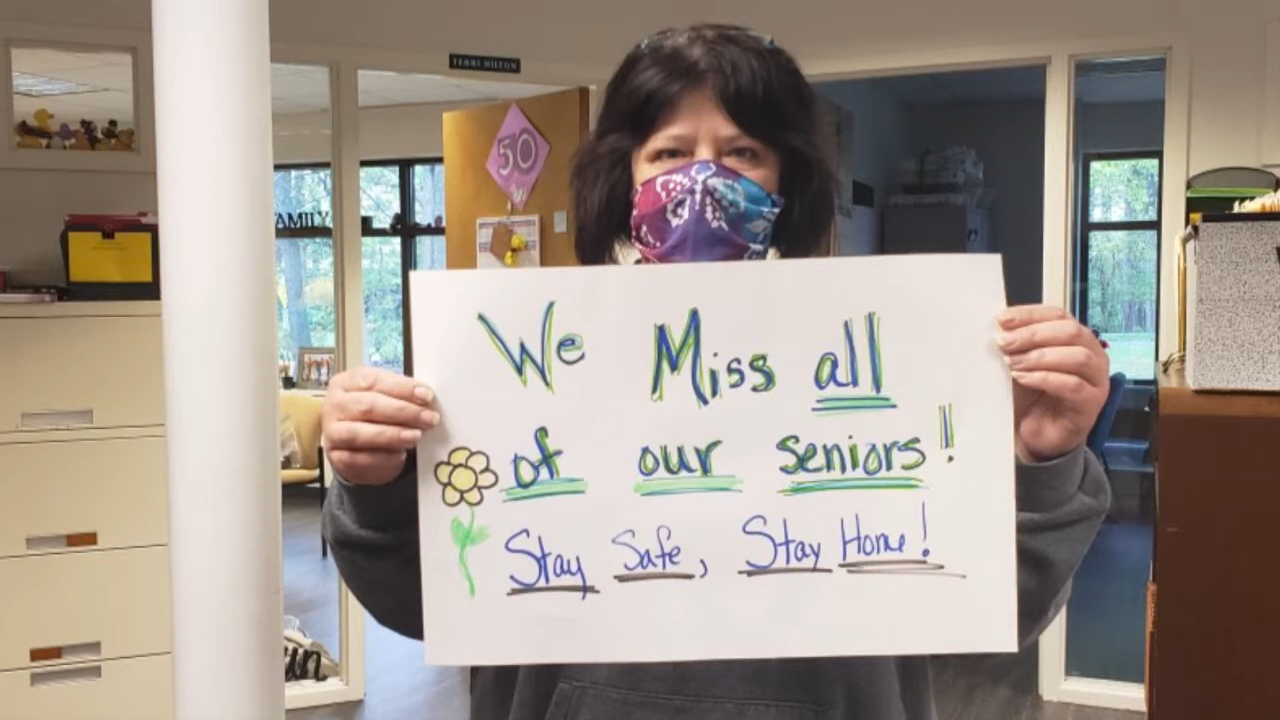 TERRI HILTON
50
FAMILY
We Miss all
of our seniors!
Stay Safe, Stay Home!